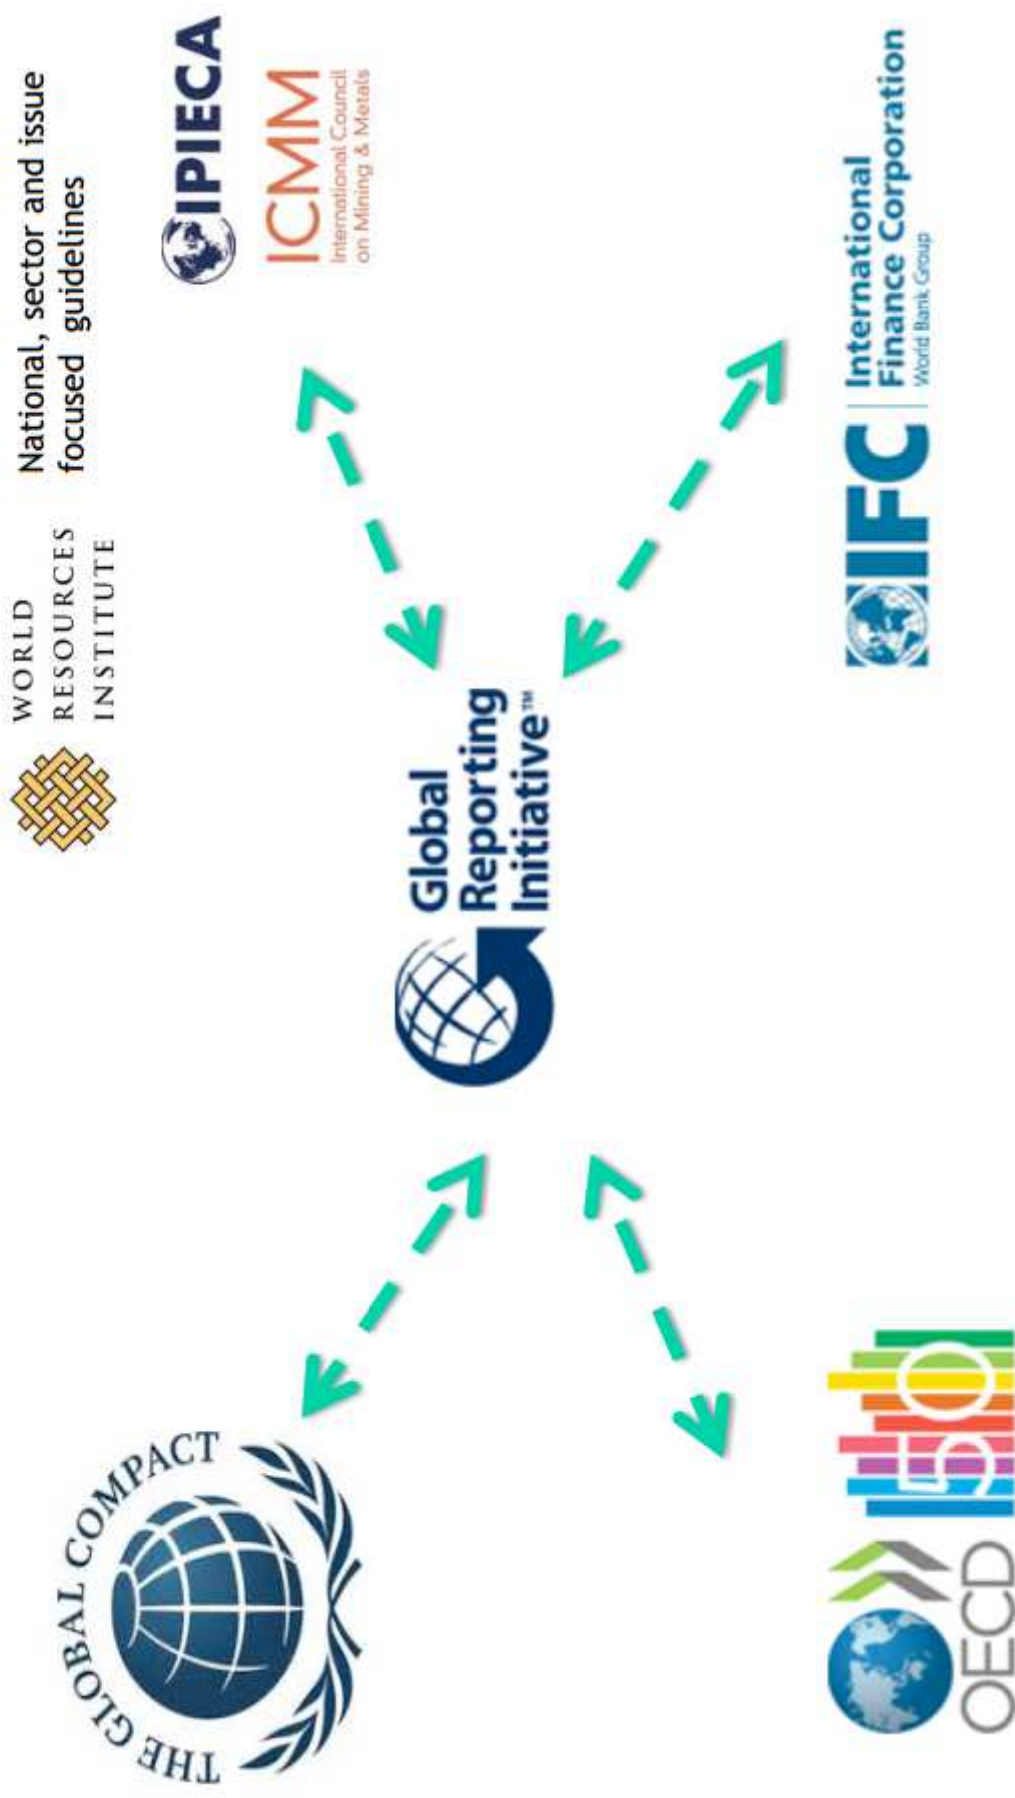 THE GLOBAL COMPACT
WORLD
RESOURCES
INSTITUTE
National, sector and issue
focused guidelines
IPIECA
ICMM
International Council
on Mining & Metals
Global
Reporting
Initiative™
OECD
50
IFC
International
Finance Corporation
World Bank Group